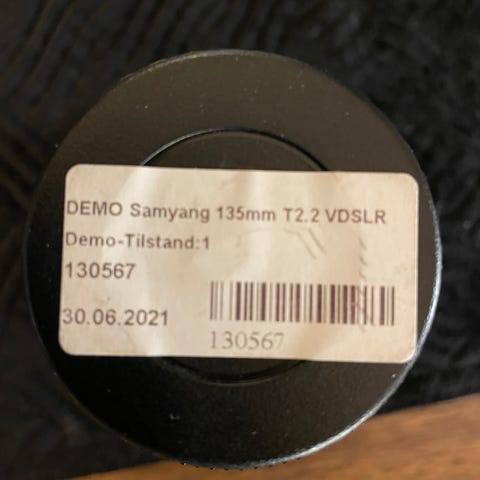 DEMO Samyang 135mm T2.2 VDSLR
Demo-Tilstand:1
130567
30.06.2021
130567